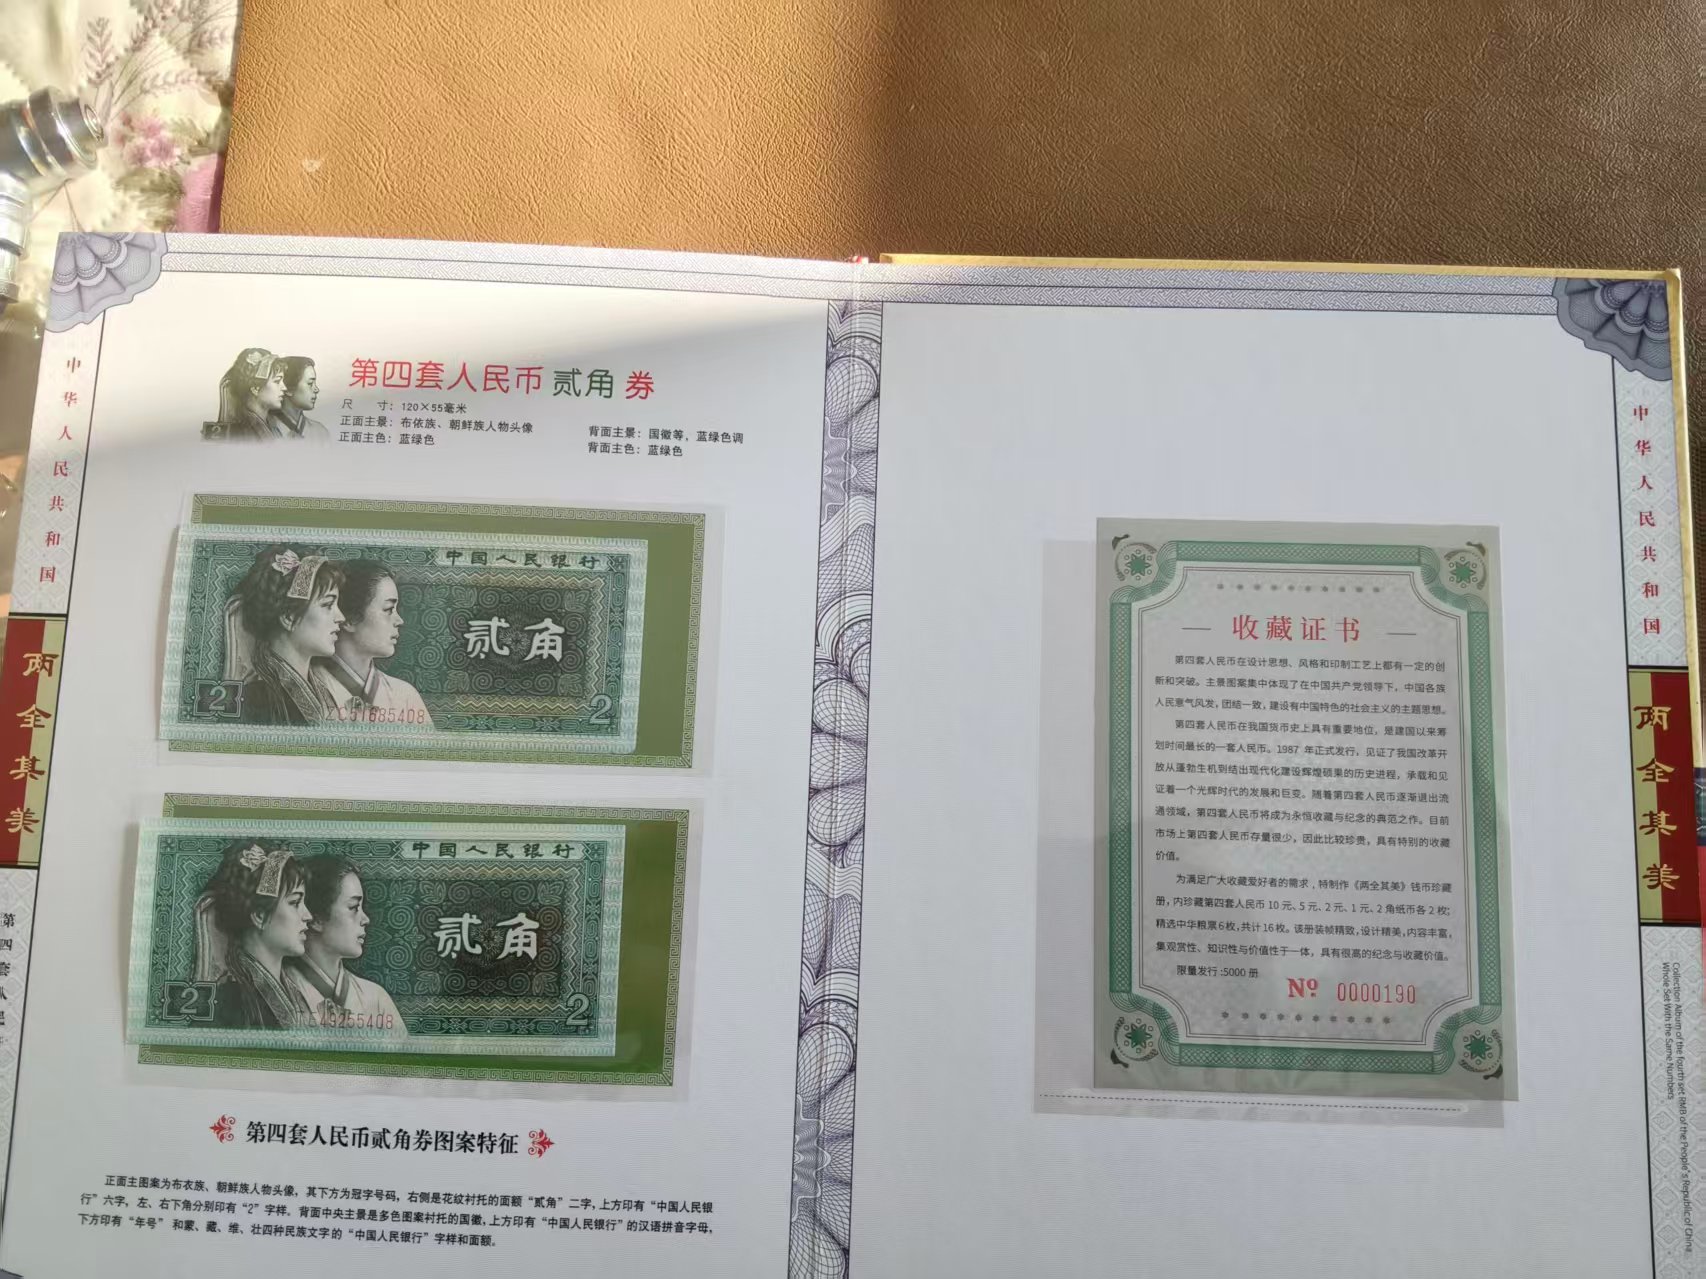 中华人民共和国
两全其美
第四套人民币
第四套人民币 贰角 券
尺 寸：120×55毫米
正面主景：布依族、朝鲜族人物头像
正面主色：蓝绿色
背面主景：国徽等，蓝绿色调
背面主色：蓝绿色
中国人民银行
贰角
2
ZC51685408
2
中国人民银行
贰角
2
49255408
2
第四套人民币贰角券图案特征
正面主图案为布衣族、朝鲜族人物头像，其下方为冠字号码，右侧是花纹衬托的面额“贰角”二字，上方印有“中国人民银
行”六字，左、右下角分别印有“2”字样。背面中央主景是多色图案衬托的国徽，上方印有“中国人民银行”的汉语拼音字母，
下方印有“年号”和蒙、藏、维、壮四种民族文字的“中国人民银行”字样和面额。
收藏证书
第四套人民币在设计思想、风格和印制工艺上都有一定的创
新和突破。主景图案集中体现了在中国共产党领导下，中国各族
人民意气风发，团结一致，建设有中国特色的社会主义的主题思想。
第四套人民币在我国货币史上具有重要地位，是建国以来筹
划时间最长的一套人民币。1987 年正式发行，见证了我国改革开
放从蓬勃生机到结出现代化建设辉煌硕果的历史进程，承载和见
证着一个光辉时代的发展和巨变。随着第四套人民币逐渐退出流
通领域，第四套人民币将成为永恒收藏与纪念的典范之作。目前
市场上第四套人民币存量很少，因此比较珍贵，具有特别的收藏
价值。
为满足广大收藏爱好者的需求，特制作《两全其美》钱币珍藏
册，内珍藏第四套人民币 10 元、5 元、2 元、1 元、2 角纸币各 2 枚；
精选中华粮票 6 枚，共计 16 枚。该册装帧精致，设计精美，内容丰富，
集观赏性、知识性与价值性于一体，具有很高的纪念与收藏价值。
限量发行：5000 册
Nº 0000190
中华人民共和国
两全其美
Collection Album of the fourth set RMB of the People's Republic of China
Whole Set With the Same Numbers